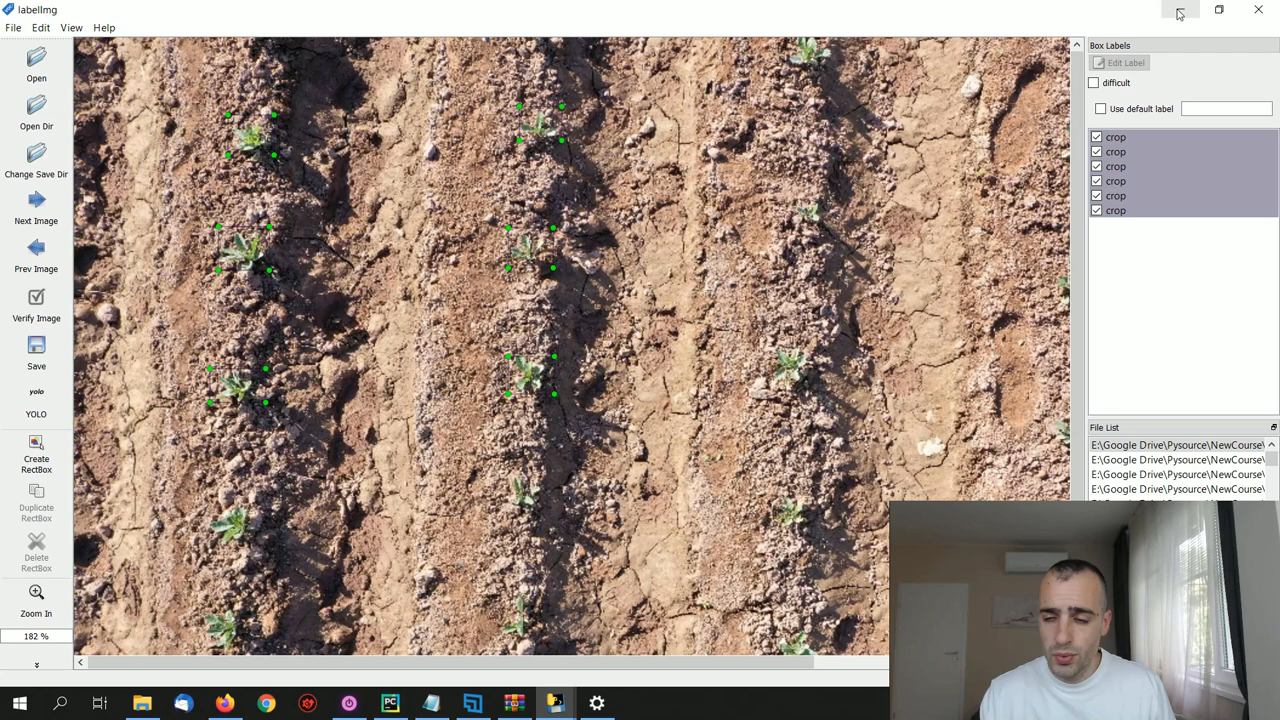 labelImg
File Edit View Help
Open
Open Dir
Change Save Dir
Next Image
Prev Image
Verify Image
Save
yolo
YOLO
Create
RectBox
Duplicate
RectBox
Delete
RectBox
Zoom In
182 %
Box Labels
Edit Label
difficult
Use default label
crop
crop
crop
crop
crop
crop
File List
E:\Google Drive\Pysource\NewCourse\
E:\Google Drive\Pysource\NewCourse\
E:\Google Drive\Pysource\NewCourse\
E:\Google Drive\Pysource\NewCourse\
PC